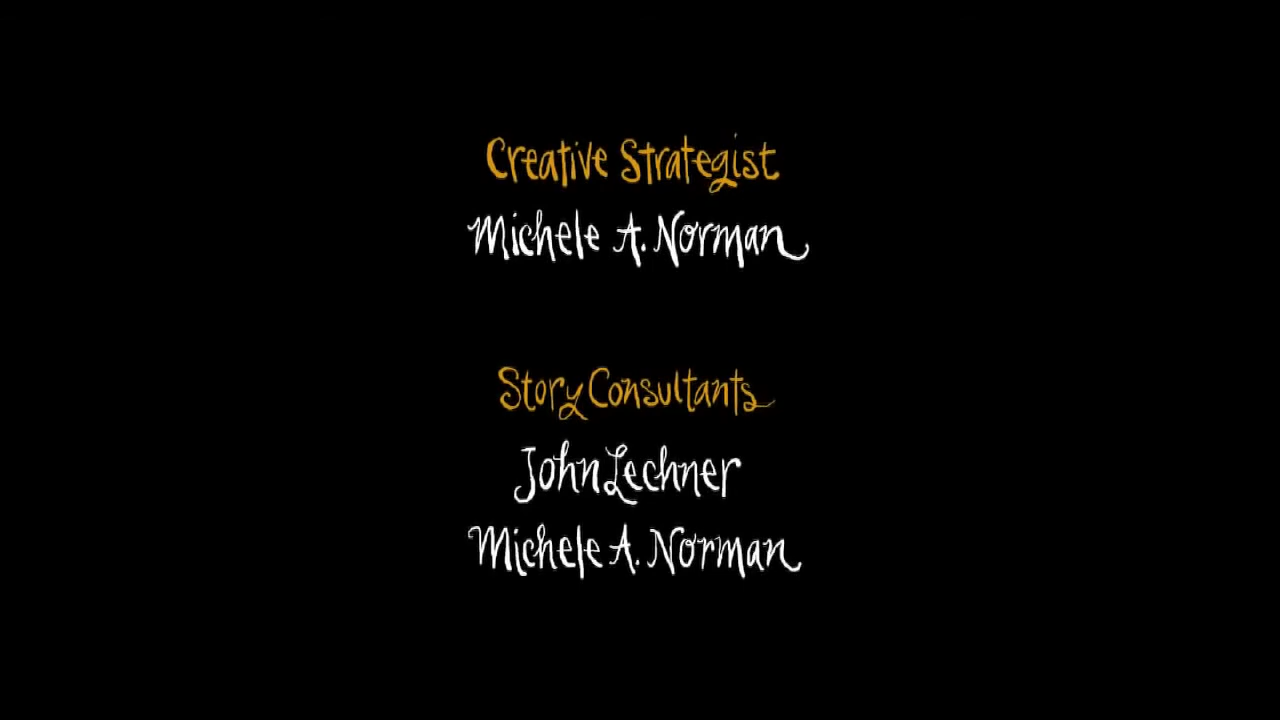 Creative Strategist
Michele A. Norman
Story Consultants
John Lechner
Michele A. Norman